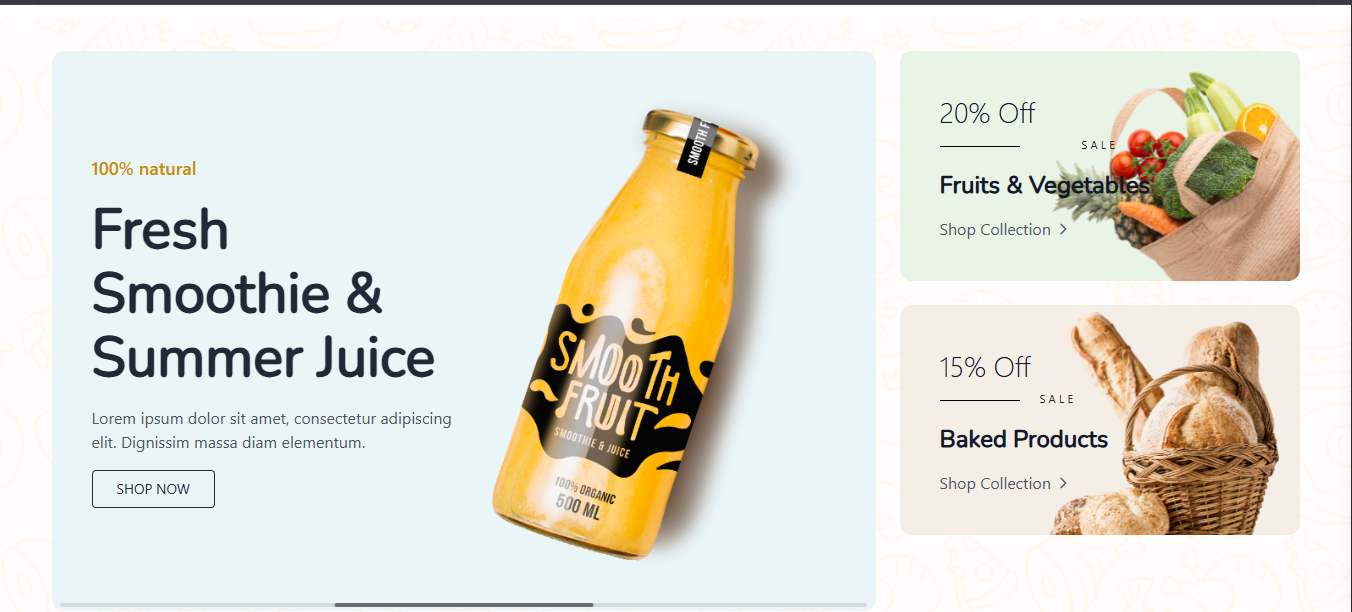 100% natural
Fresh
Smoothie &
Summer Juice
Lorem ipsum dolor sit amet, consectetur adipiscing
elit. Dignissim massa diam elementum.
SHOP NOW
SMOOTH F
SMOOTH
FRUIT
SMOOTHIE & JUICE
100% ORGANIC
500 ML
20% Off
SALE
Fruits & Vegetables
Shop Collection
15% Off
SALE
Baked Products
Shop Collection